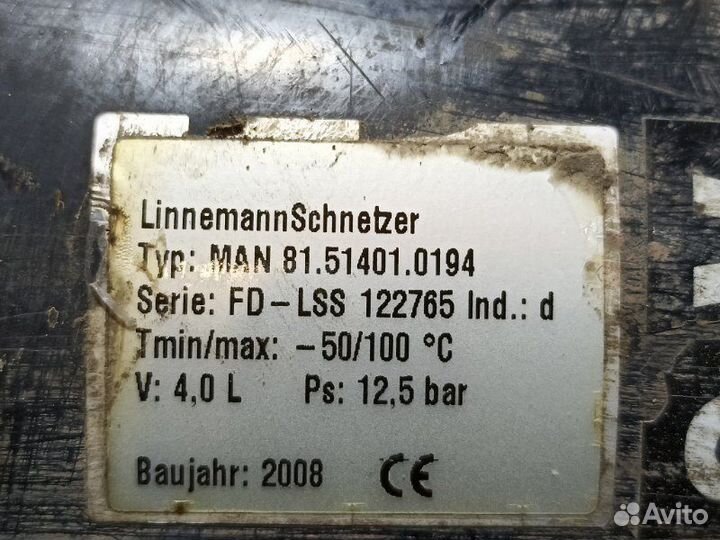 LinnemannSchnetzer
Typ: MAN 81.51401.0194
Serie: FD-LSS 122765 Ind.: d
Tmin/max: -50/100 °C
V: 4,0 L Ps: 12,5 bar
Baujahr: 2008 CE
Avito